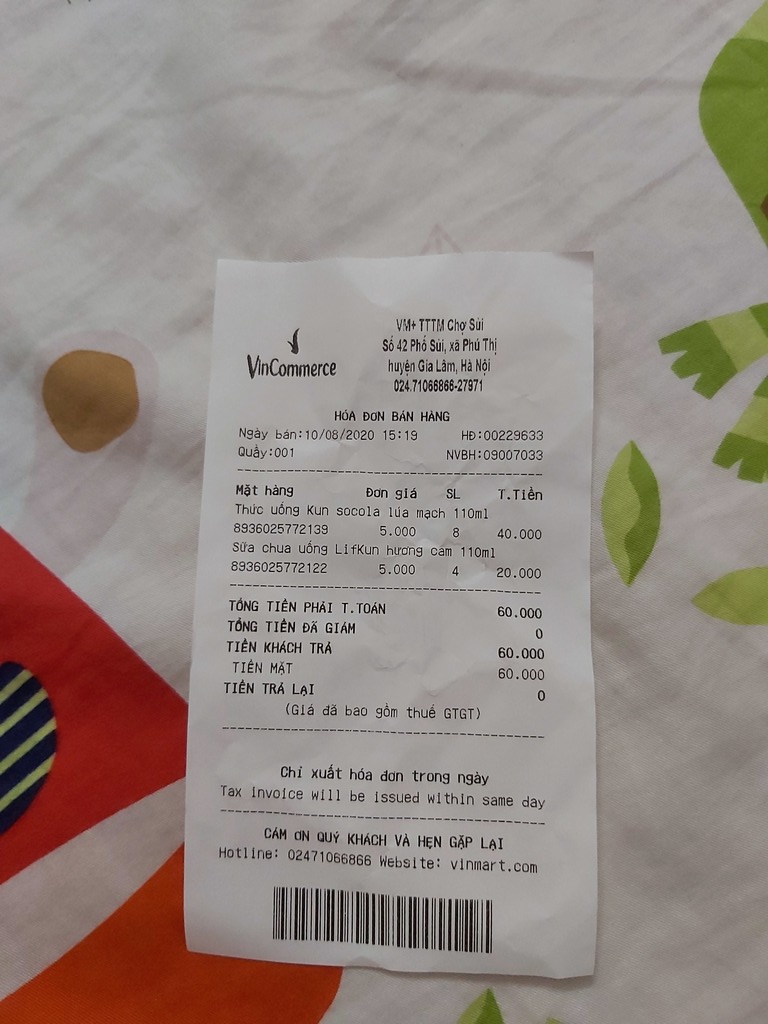 VinCommerce
VM+ TTTM Chợ Sủi
Số 42 Phố Sủi, xã Phú Thị
huyện Gia Lâm, Hà Nội
024.71066866-27971
HÓA ĐƠN BÁN HÀNG
Ngày bán:10/08/2020 15:19 HĐ:00229633
Quầy:001 NVBH:09007033
Mặt hàng Đơn giá SL T.Tiền
Thức uống Kun socola lúa mạch 110ml
8936025772139 5.000 8 40.000
Sữa chua uống LifKun hương cam 110ml
8936025772122 5.000 4 20.000
TỔNG TIỀN PHẢI T.TOÁN 60.000
TỔNG TIỀN ĐÃ GIẢM 0
TIỀN KHÁCH TRẢ 60.000
TIỀN MẶT 60.000
TIỀN TRẢ LẠI 0
(Giá đã bao gồm thuế GTGT)
Chỉ xuất hóa đơn trong ngày
Tax invoice will be issued within same day
CẢM ƠN QUÝ KHÁCH VÀ HẸN GẶP LẠI
Hotline: 02471066866 Website: vinmart.com